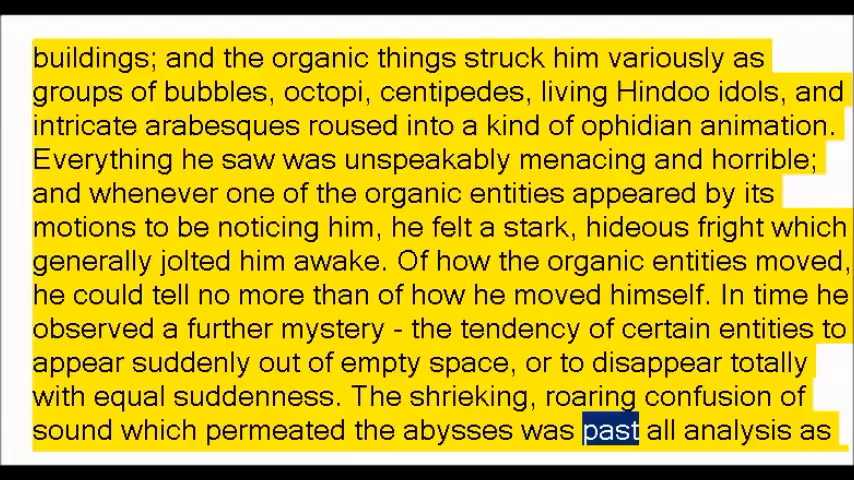 buildings; and the organic things struck him variously as
groups of bubbles, octopi, centipedes, living Hindoo idols, and
intricate arabesques roused into a kind of ophidian animation.
Everything he saw was unspeakably menacing and horrible;
and whenever one of the organic entities appeared by its
motions to be noticing him, he felt a stark, hideous fright which
generally jolted him awake. Of how the organic entities moved,
he could tell no more than of how he moved himself. In time he
observed a further mystery - the tendency of certain entities to
appear suddenly out of empty space, or to disappear totally
with equal suddenness. The shrieking, roaring confusion of
sound which permeated the abysses was past all analysis as